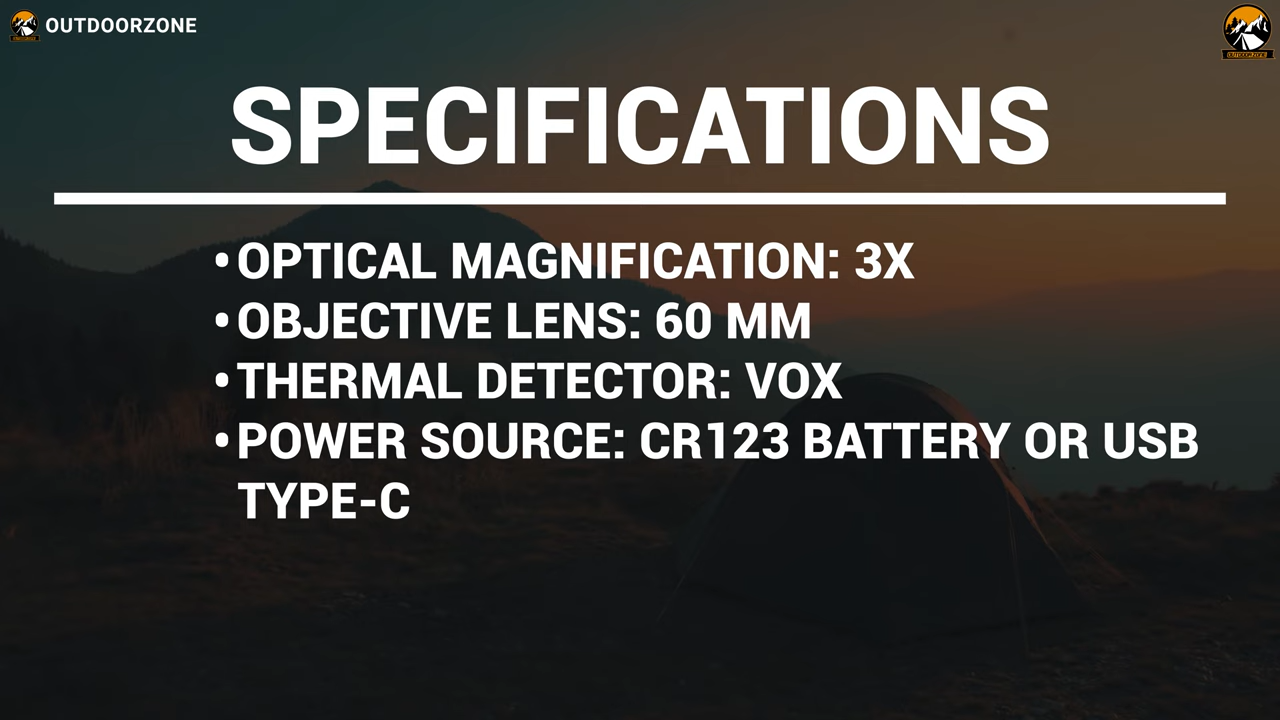 OUTDOORZONE
SPECIFICATIONS
• OPTICAL MAGNIFICATION: 3X
• OBJECTIVE LENS: 60 MM
• THERMAL DETECTOR: VOX
• POWER SOURCE: CR123 BATTERY OR USB
TYPE-C
OUTDOORZONE